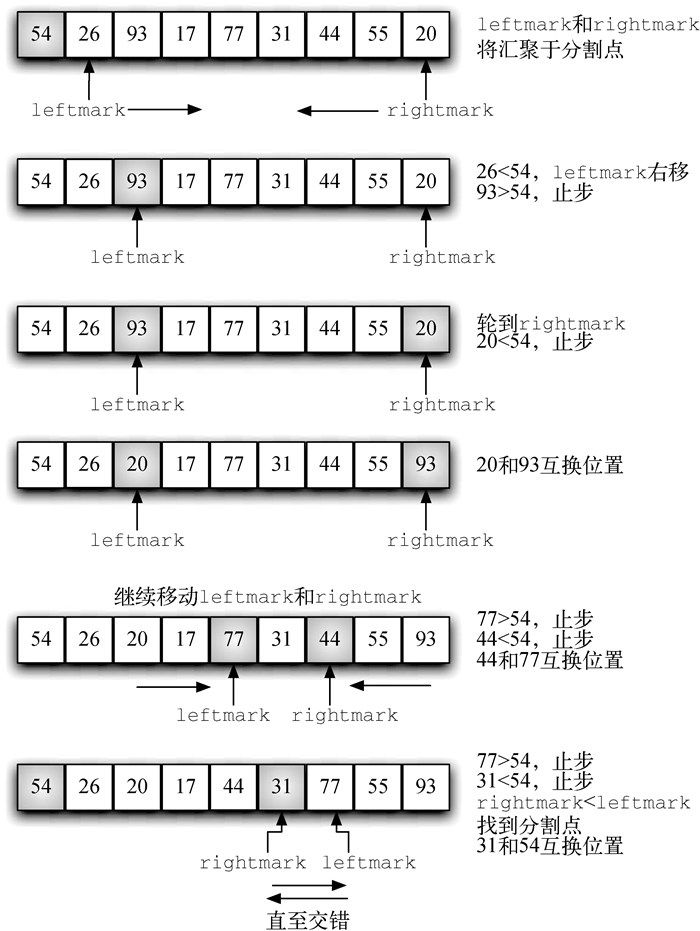 54 26 93 17 77 31 44 55 20
leftmark和rightmark
将汇聚于分割点
leftmark rightmark
54 26 93 17 77 31 44 55 20
26<54，leftmark右移
93>54，止步
leftmark rightmark
54 26 93 17 77 31 44 55 20
轮到rightmark
20<54，止步
leftmark rightmark
54 26 20 17 77 31 44 55 93
20和93互换位置
leftmark rightmark
继续移动leftmark和rightmark
54 26 20 17 77 31 44 55 93
77>54，止步
44<54，止步
44和77互换位置
leftmark rightmark
54 26 20 17 44 31 77 55 93
77>54，止步
31<54，止步
rightmark<leftmark
找到分割点
31和54互换位置
rightmark leftmark
直至交错